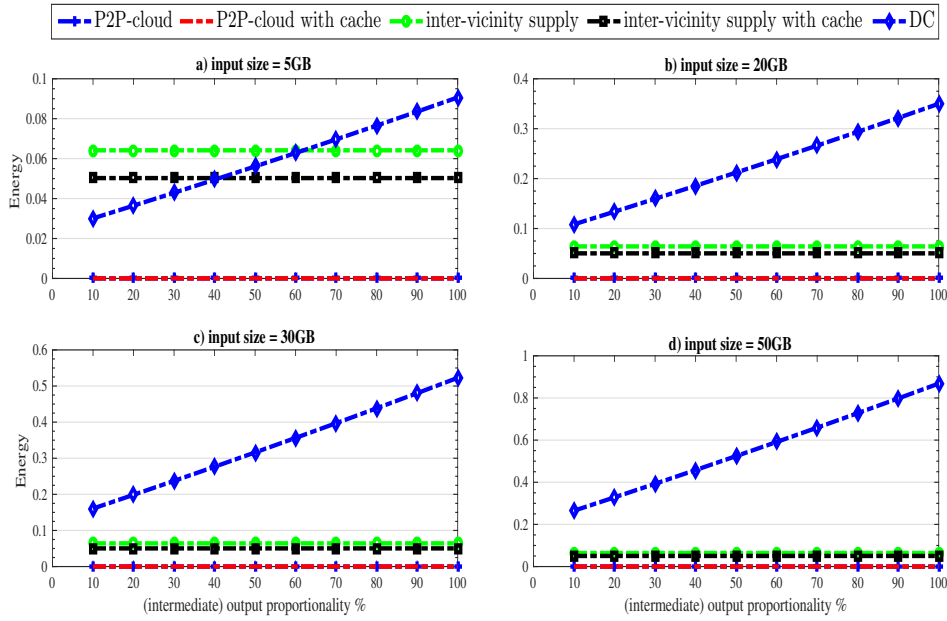 P2P-cloud P2P-cloud with cache inter-vicinity supply inter-vicinity supply with cache DC
a) input size = 5GB
Energy
0.1
0.08
0.06
0.04
0.02
0
0 10 20 30 40 50 60 70 80 90 100
b) input size = 20GB
0.4
0.3
0.2
0.1
0
0 10 20 30 40 50 60 70 80 90 100
c) input size = 30GB
Energy
0.6
0.5
0.4
0.3
0.2
0.1
0
0 10 20 30 40 50 60 70 80 90 100
(intermediate) output proportionality %
d) input size = 50GB
1
0.8
0.6
0.4
0.2
0
0 10 20 30 40 50 60 70 80 90 100
(intermediate) output proportionality %